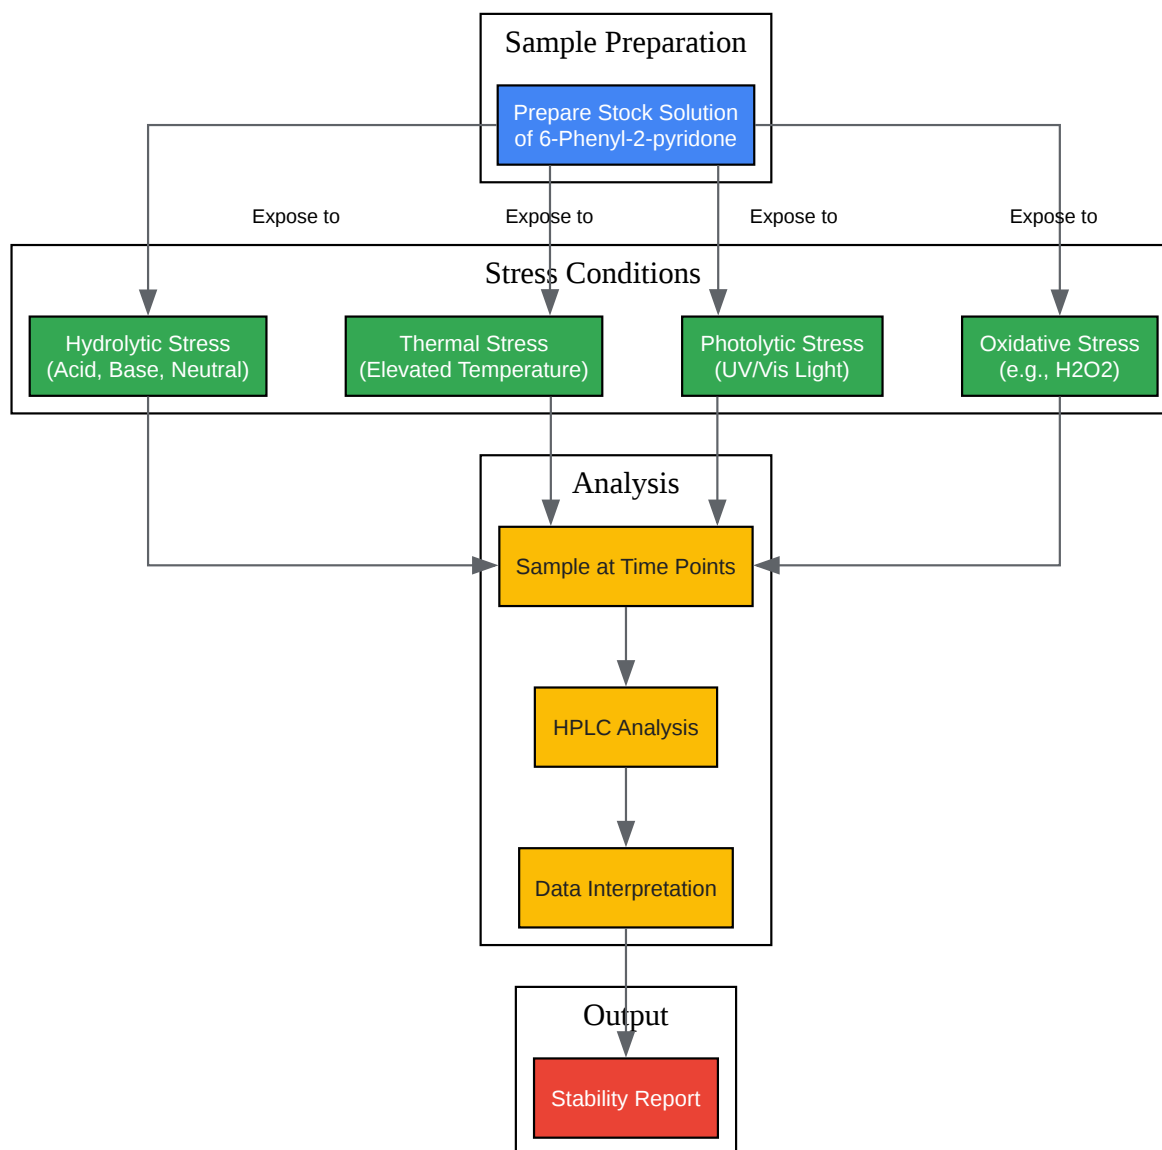 Sample Preparation
Prepare Stock Solution
of 6-Phenyl-2-pyridone
Expose to
Expose to
Expose to
Expose to
Stress Conditions
Hydrolytic Stress
(Acid, Base, Neutral)
Thermal Stress
(Elevated Temperature)
Photolytic Stress
(UV/Vis Light)
Oxidative Stress
(e.g., H2O2)
Analysis
Sample at Time Points
HPLC Analysis
Data Interpretation
Output
Stability Report